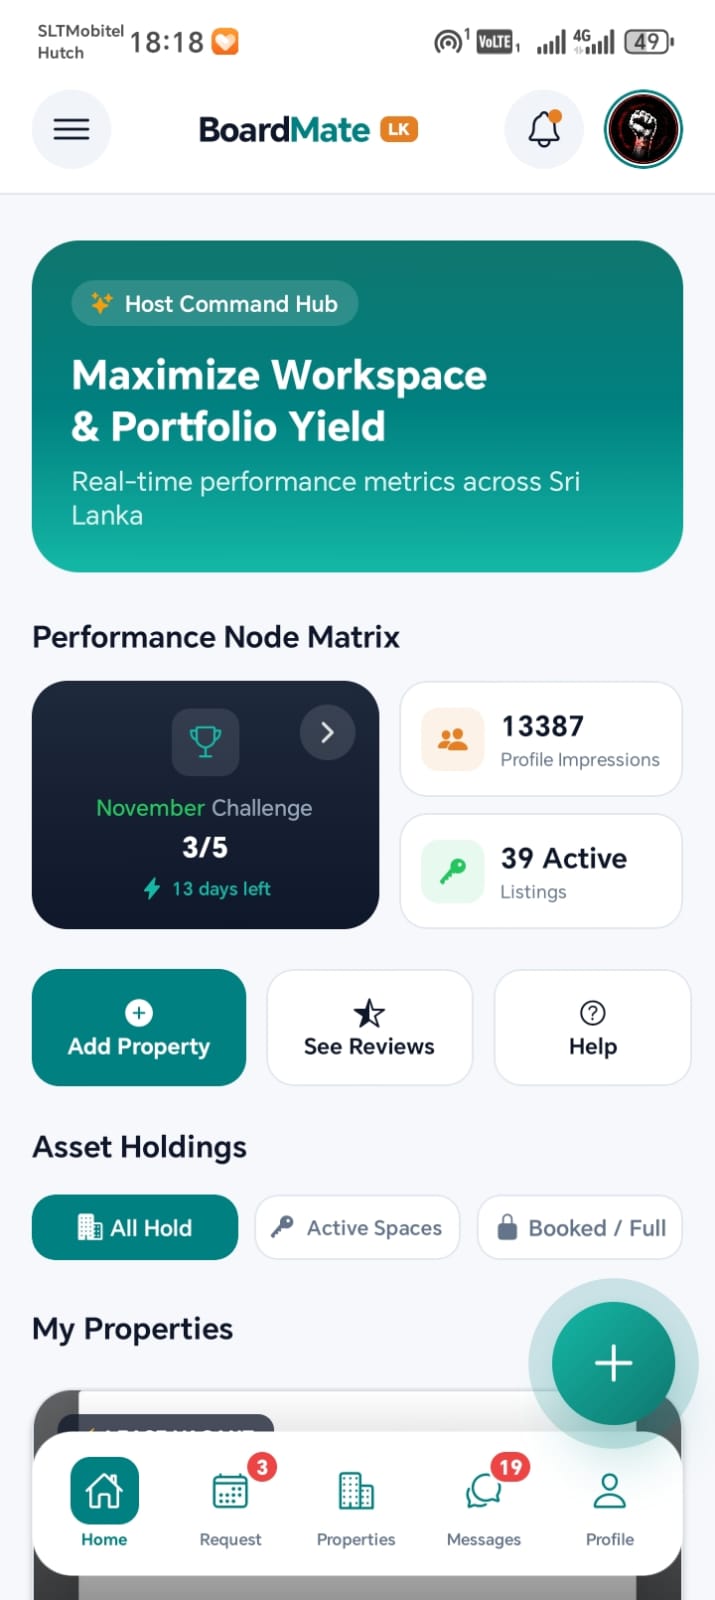 SLTMobitel
Hutch
18:18
1
VoLTE 1
4G
49
BoardMate LK
Host Command Hub
Maximize Workspace
& Portfolio Yield
Real-time performance metrics across Sri
Lanka
Performance Node Matrix
November Challenge
3/5
13 days left
13387
Profile Impressions
39 Active
Listings
Add Property
See Reviews
Help
Asset Holdings
All Hold
Active Spaces
Booked / Full
My Properties
3
19
Home
Request
Properties
Messages
Profile